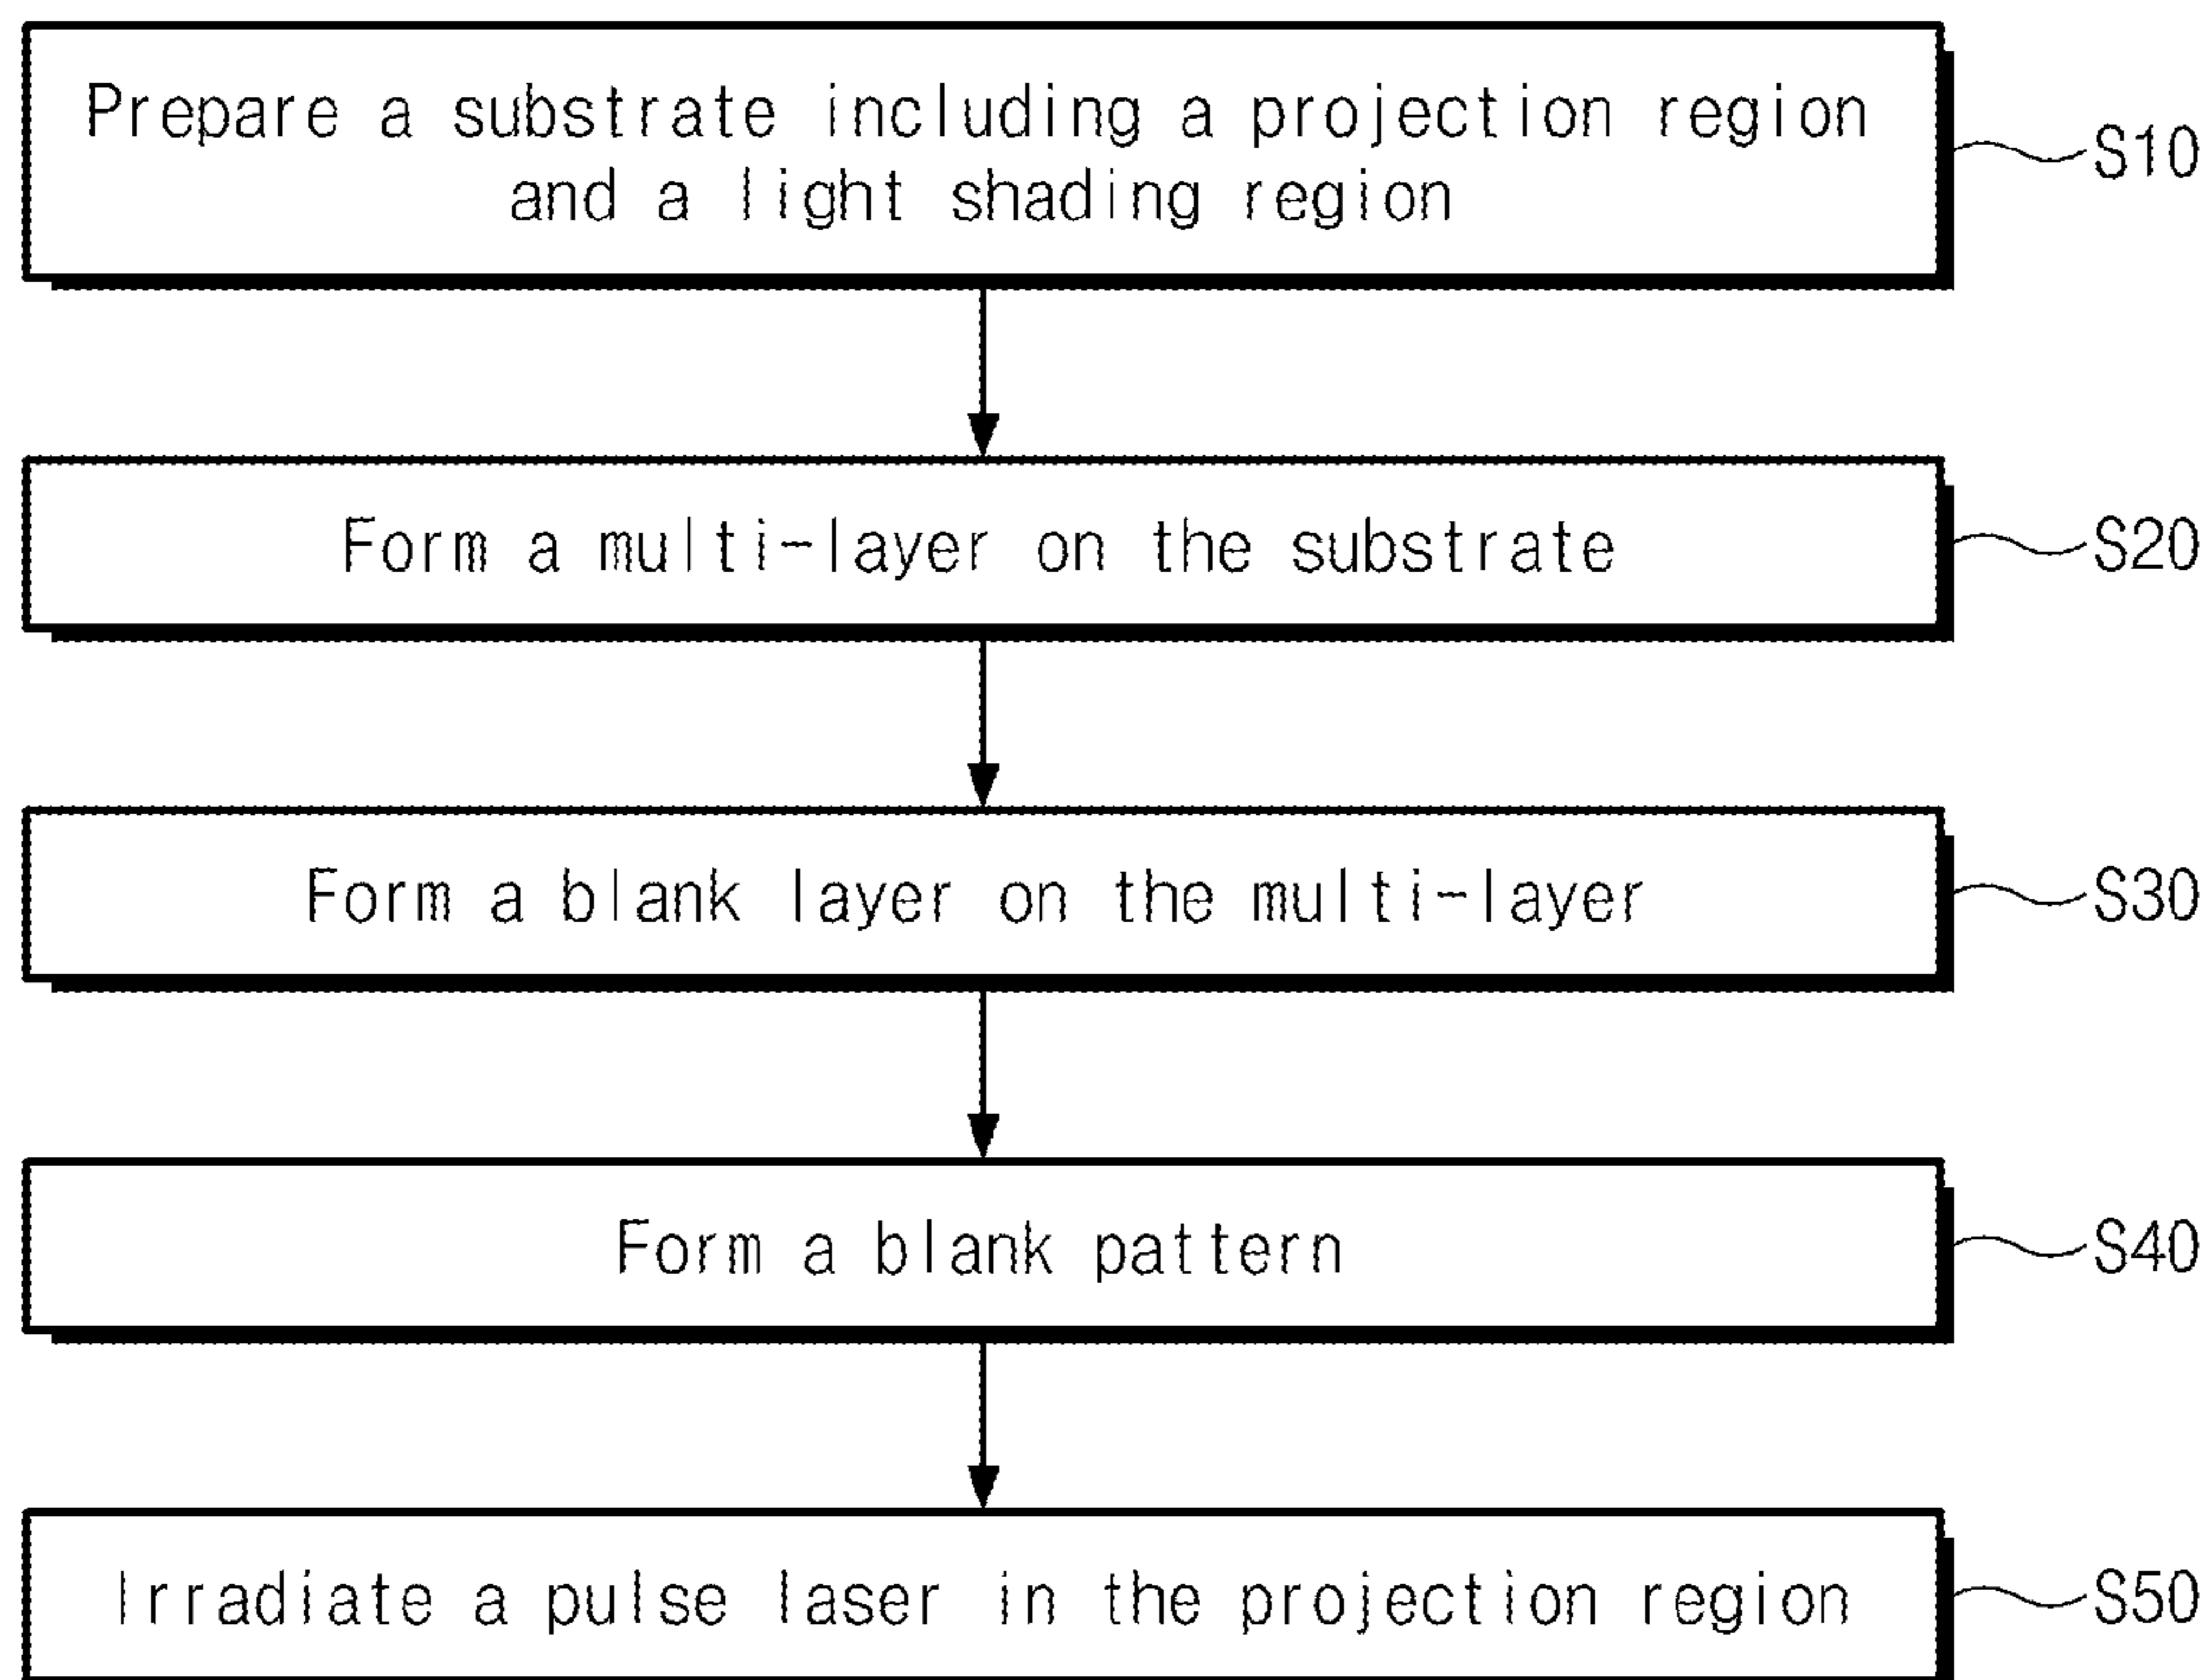 Prepare a substrate including a projection region
and a light shading region
S10
Form a multi-layer on the substrate
S20
Form a blank layer on the multi-layer
S30
Form a blank pattern
S40
Irradiate a pulse laser in the projection region
S50